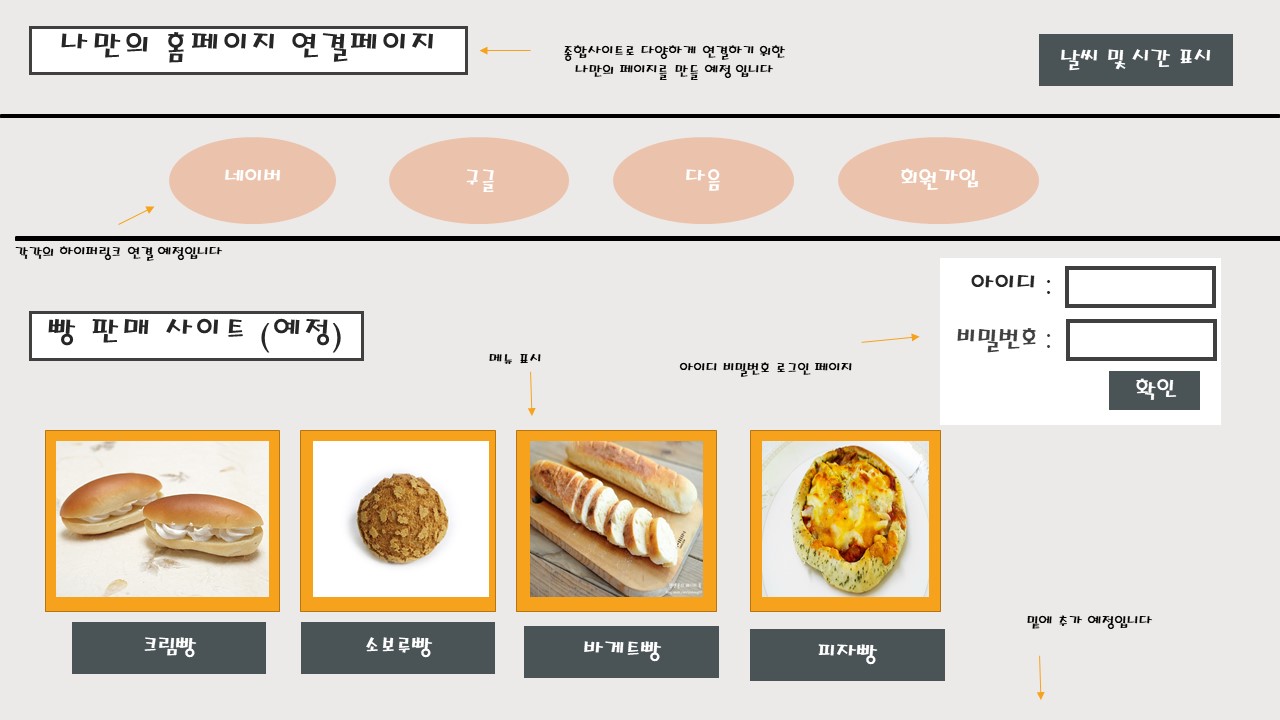 나만의 홈페이지 연결페이지
종합사이트로 다양하게 연결하기 위한
나만의 페이지를 만들 예정 입니다
날씨 및 시간 표시
네이버
구글
다음
회원가입
각각의 하이퍼링크 연결 예정입니다
아이디 :
비밀번호 :
확인
빵 판매 사이트 (예정)
메뉴 표시
아이디 비밀번호 로그인 페이지
크림빵
소보루빵
바게트빵
피자빵
밑에 추가 예정입니다